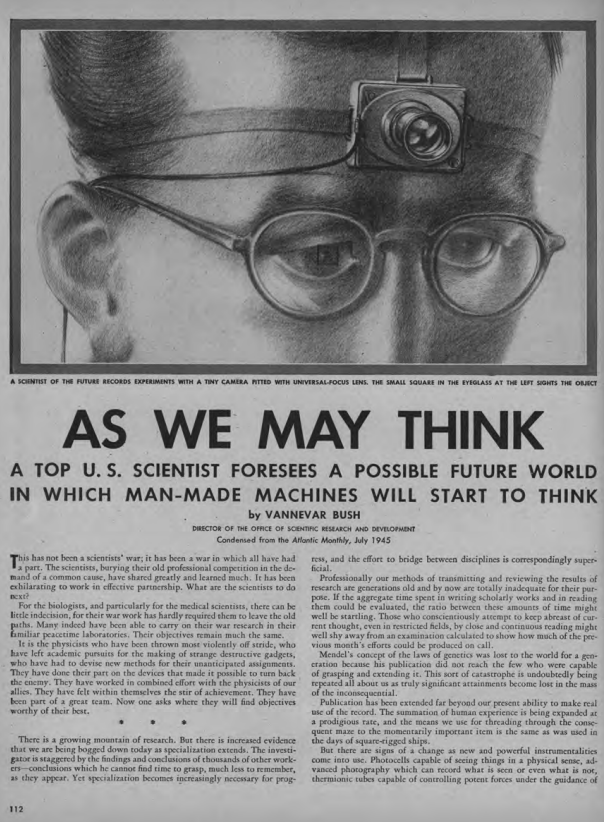 A SCIENTIST OF THE FUTURE RECORDS EXPERIMENTS WITH A TINY CAMERA FITTED WITH UNIVERSAL-FOCUS LENS. THE SMALL SQUARE IN THE EYEGLASS AT THE LEFT SIGHTS THE OBJECT
AS WE MAY THINK
A TOP U. S. SCIENTIST FORESEES A POSSIBLE FUTURE WORLD
IN WHICH MAN-MADE MACHINES WILL START TO THINK
by VANNEVAR BUSH
DIRECTOR OF THE OFFICE OF SCIENTIFIC RESEARCH AND DEVELOPMENT
Condensed from the Atlantic Monthly, July 1945
This has not been a scientists' war; it has been a war in which all have had
a part. The scientists, burying their old professional competition in the de-
mand of a common cause, have shared greatly and learned much. It has been
exhilarating to work in effective partnership. What are the scientists to do
next?
For the biologists, and particularly for the medical scientists, there can be
little indecision, for their war work has hardly required them to leave the old
paths. Many indeed have been able to carry on their war research in their
familiar peacetime laboratories. Their objectives remain much the same.
It is the physicists who have been thrown most violently off stride, who
have left academic pursuits for the making of strange destructive gadgets,
who have had to devise new methods for their unanticipated assignments.
They have done their part on the devices that made it possible to turn back
the enemy. They have worked in combined effort with the physicists of our
allies. They have felt within themselves the stir of achievement. They have
been part of a great team. Now one asks where they will find objectives
worthy of their best.
* * *
There is a growing mountain of research. But there is increased evidence
that we are being bogged down today as specialization extends. The investi-
gator is staggered by the findings and conclusions of thousands of other work-
ers—conclusions which he cannot find time to grasp, much less to remember,
as they appear. Yet specialization becomes increasingly necessary for prog-
112
ress, and the effort to bridge between disciplines is correspondingly super-
ficial.
Professionally our methods of transmitting and reviewing the results of
research are generations old and by now are totally inadequate for their pur-
pose. If the aggregate time spent in writing scholarly works and in reading
them could be evaluated, the ratio between these amounts of time might
well be startling. Those who conscientiously attempt to keep abreast of cur-
rent thought, even in restricted fields, by close and continuous reading might
well shy away from an examination calculated to show how much of the pre-
vious month's efforts could be produced on call.
Mendel's concept of the laws of genetics was lost to the world for a gen-
eration because his publication did not reach the few who were capable
of grasping and extending it. This sort of catastrophe is undoubtedly being
repeated all about us as truly significant attainments become lost in the mass
of the inconsequential.
Publication has been extended far beyond our present ability to make real
use of the record. The summation of human experience is being expanded at
a prodigious rate, and the means we use for threading through the conse-
quent maze to the momentarily important item is the same as was used in
the days of square-rigged ships.
But there are signs of a change as new and powerful instrumentalities
come into use. Photocells capable of seeing things in a physical sense, ad-
vanced photography which can record what is seen or even what is not,
thermionic tubes capable of controlling potent forces under the guidance of